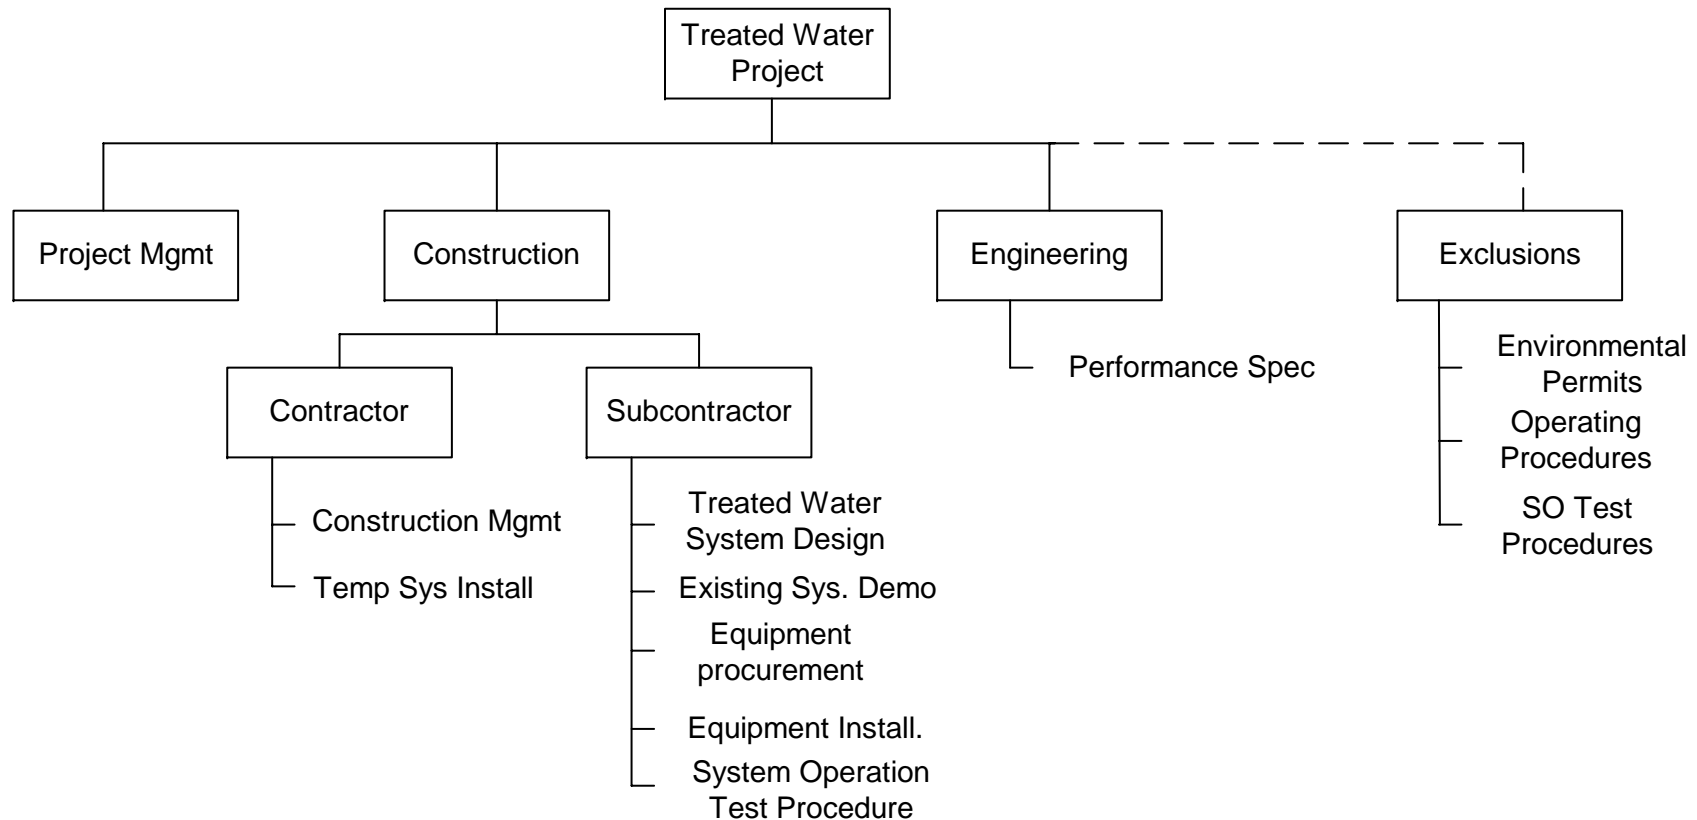 Treated Water
Project
Project Mgmt
Construction
Engineering
Exclusions
Contractor
Subcontractor
Performance Spec
Environmental
Permits
Operating
Procedures
SO Test
Procedures
Construction Mgmt
Temp Sys Install
Treated Water
System Design
Existing Sys. Demo
Equipment
procurement
Equipment Install.
System Operation
Test Procedure